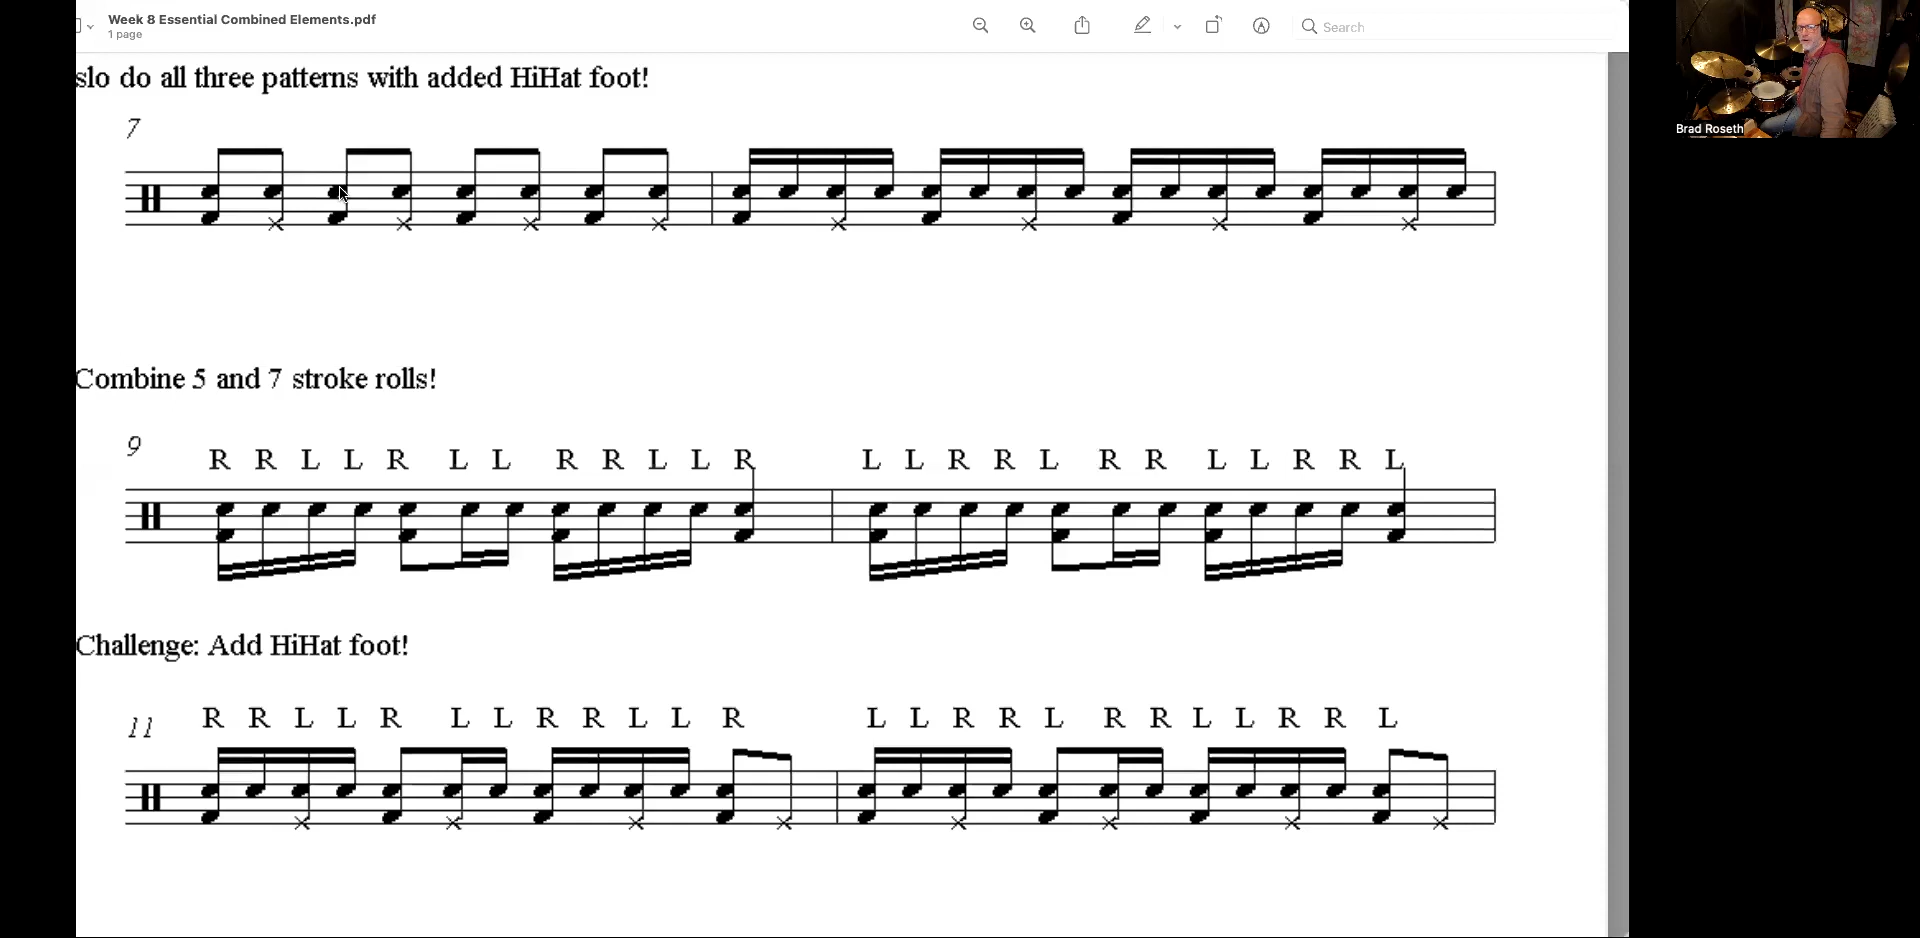 Week 8 Essential Combined Elements.pdf
1 page
Search
Brad Roseth
slo do all three patterns with added HiHat foot!
7
Combine 5 and 7 stroke rolls!
9
R R L L R L L R R L L R L L R R L R R L L R R L
Challenge: Add HiHat foot!
11
R R L L R L L R R L L R L L R R L R R L L R R L